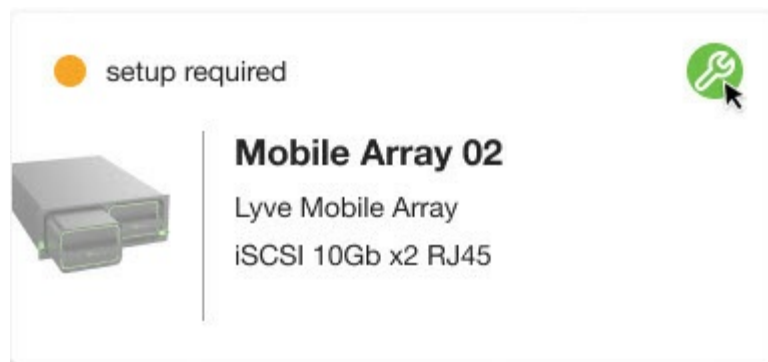 setup required
Mobile Array 02
Lyve Mobile Array
iSCSI 10Gb x2 RJ45